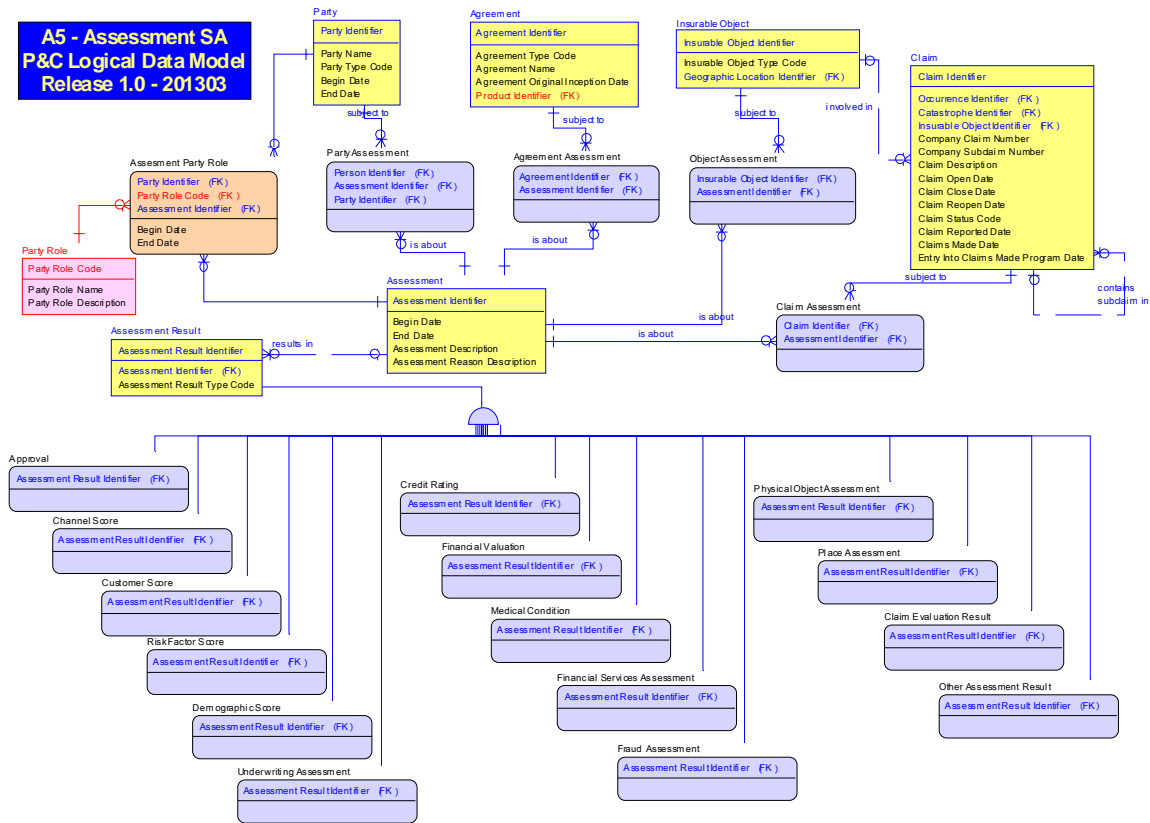 A5 - Assessment SA
P&C Logical Data Model
Release 1.0 - 201303
Party
Party Identifier
Party Name
Party Type Code
Begin Date
End Date
Agreement
Agreement Identifier
Agreement Type Code
Agreement Name
Agreement Original Inception Date
Product Identifier (FK)
Insurable Object
Insurable Object Identifier
Insurable Object Type Code
Geographic Location Identifier (FK)
Claim
Claim Identifier
Occurrence Identifier (FK)
Catastrophe Identifier (FK)
Insurable Object Identifier (FK)
Company Claim Number
Company Subclaim Number
Claim Description
Claim Open Date
Claim Close Date
Claim Reopen Date
Claim Status Code
Claim Reported Date
Claims Made Date
Entry Into Claims Made Program Date
subject to
subject to
subject to
involved in
subject to
contains
subclaim in
Assesment Party Role
Party Identifier (FK)
Party Role Code (FK)
Assessment Identifier (FK)
Begin Date
End Date
Party Assessment
Person Identifier (FK)
Assessment Identifier (FK)
Party Identifier (FK)
Agreement Assessment
Agreement Identifier (FK)
Assessment Identifier (FK)
Object Assessment
Insurable Object Identifier (FK)
Assessment Identifier (FK)
Party Role
Party Role Code
Party Role Name
Party Role Description
is about
is about
is about
is about
Assessment
Assessment Identifier
Begin Date
End Date
Assessment Description
Assessment Reason Description
Claim Assessment
Claim Identifier (FK)
Assessment Identifier (FK)
Assessment Result
Assessment Result Identifier
Assessment Identifier (FK)
Assessment Result Type Code
results in
Approval
Assessment Result Identifier (FK)
Channel Score
Assessment Result Identifier (FK)
Customer Score
Assessment Result Identifier (FK)
Risk Factor Score
Assessment Result Identifier (FK)
Demographic Score
Assessment Result Identifier (FK)
Underwriting Assessment
Assessment Result Identifier (FK)
Credit Rating
Assessment Result Identifier (FK)
Financial Valuation
Assessment Result Identifier (FK)
Medical Condition
Assessment Result Identifier (FK)
Financial Services Assessment
Assessment Result Identifier (FK)
Fraud Assessment
Assessment Result Identifier (FK)
Physical Object Assessment
Assessment Result Identifier (FK)
Place Assessment
Assessment Result Identifier (FK)
Claim Evaluation Result
Assessment Result Identifier (FK)
Other Assessment Result
Assessment Result Identifier (FK)